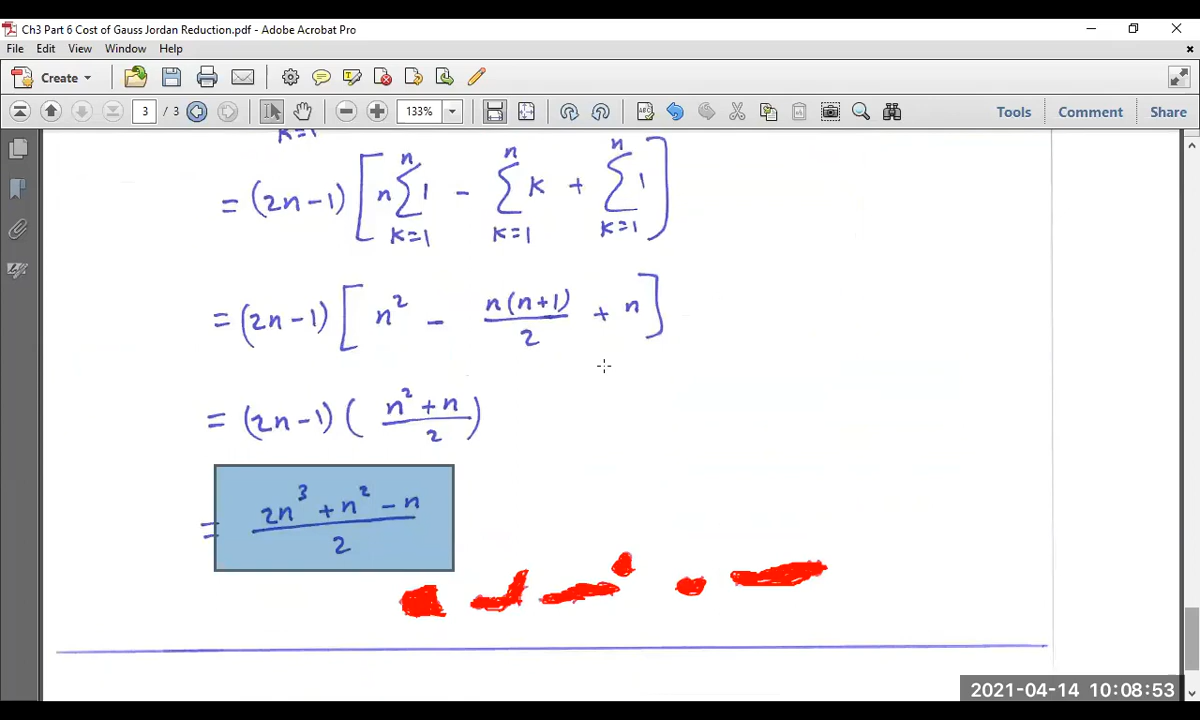 Ch3 Part 6 Cost of Gauss Jordan Reduction.pdf - Adobe Acrobat Pro
File Edit View Window Help
Create 3 / 3 133% Tools Comment Share
k=1
= (2n-1) [ n ∑_{k=1}^{n} 1 - ∑_{k=1}^{n} k + ∑_{k=1}^{n} 1 ]
= (2n-1) [ n² - n(n+1)/2 + n ]
= (2n-1) ( (n²+n)/2 )
= (2n³+n²-n)/2
2021-04-14 10:08:53